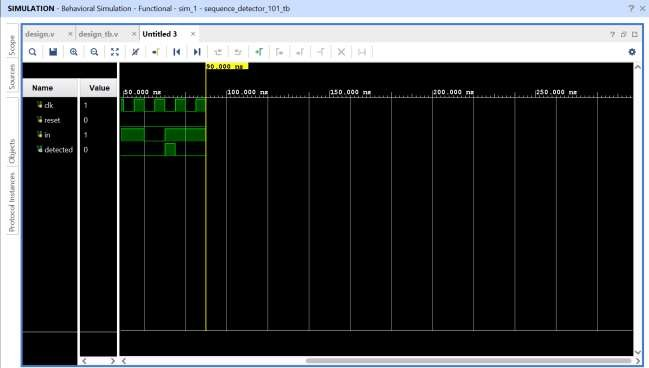 SIMULATION - Behavioral Simulation - Functional - sim_1 - sequence_detector_101_tb
? ×
design.v × design_tb.v × Untitled 3 ×
Scope
Sources
Objects
Protocol Instances
90.000 ns
Name Value
50.000 ns 100.000 ns 150.000 ns 200.000 ns 250.000 ns
clk 1
reset 0
in 1
detected 0